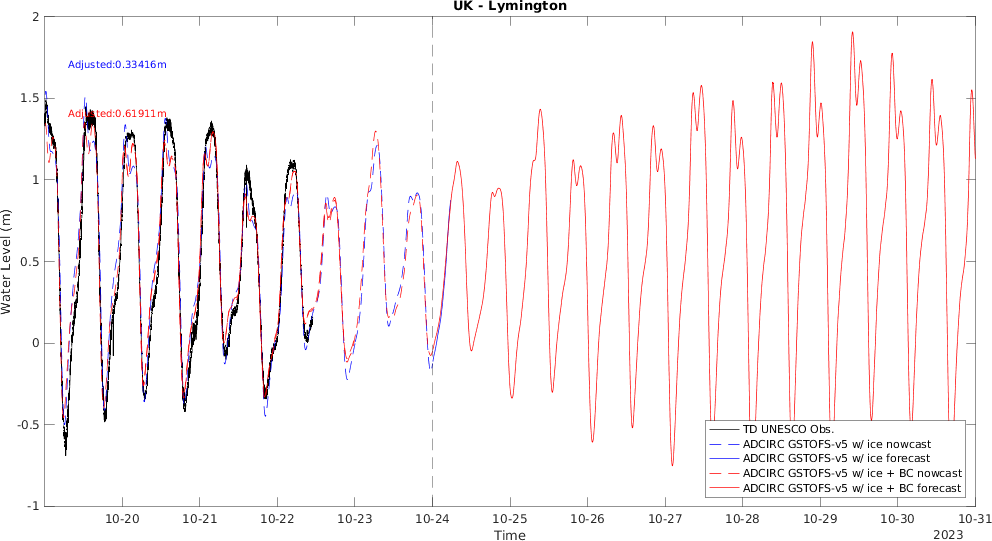 UK - Lymington
Adjusted:0.33416m
Adjusted:0.61911m
Water Level (m)
2
1.5
1
0.5
0
-0.5
-1
TD UNESCO Obs.
ADCIRC GSTOFS-v5 w/ ice nowcast
ADCIRC GSTOFS-v5 w/ ice forecast
ADCIRC GSTOFS-v5 w/ ice + BC nowcast
ADCIRC GSTOFS-v5 w/ ice + BC forecast
10-20 10-21 10-22 10-23 10-24 10-25 10-26 10-27 10-28 10-29 10-30 10-31
Time
2023